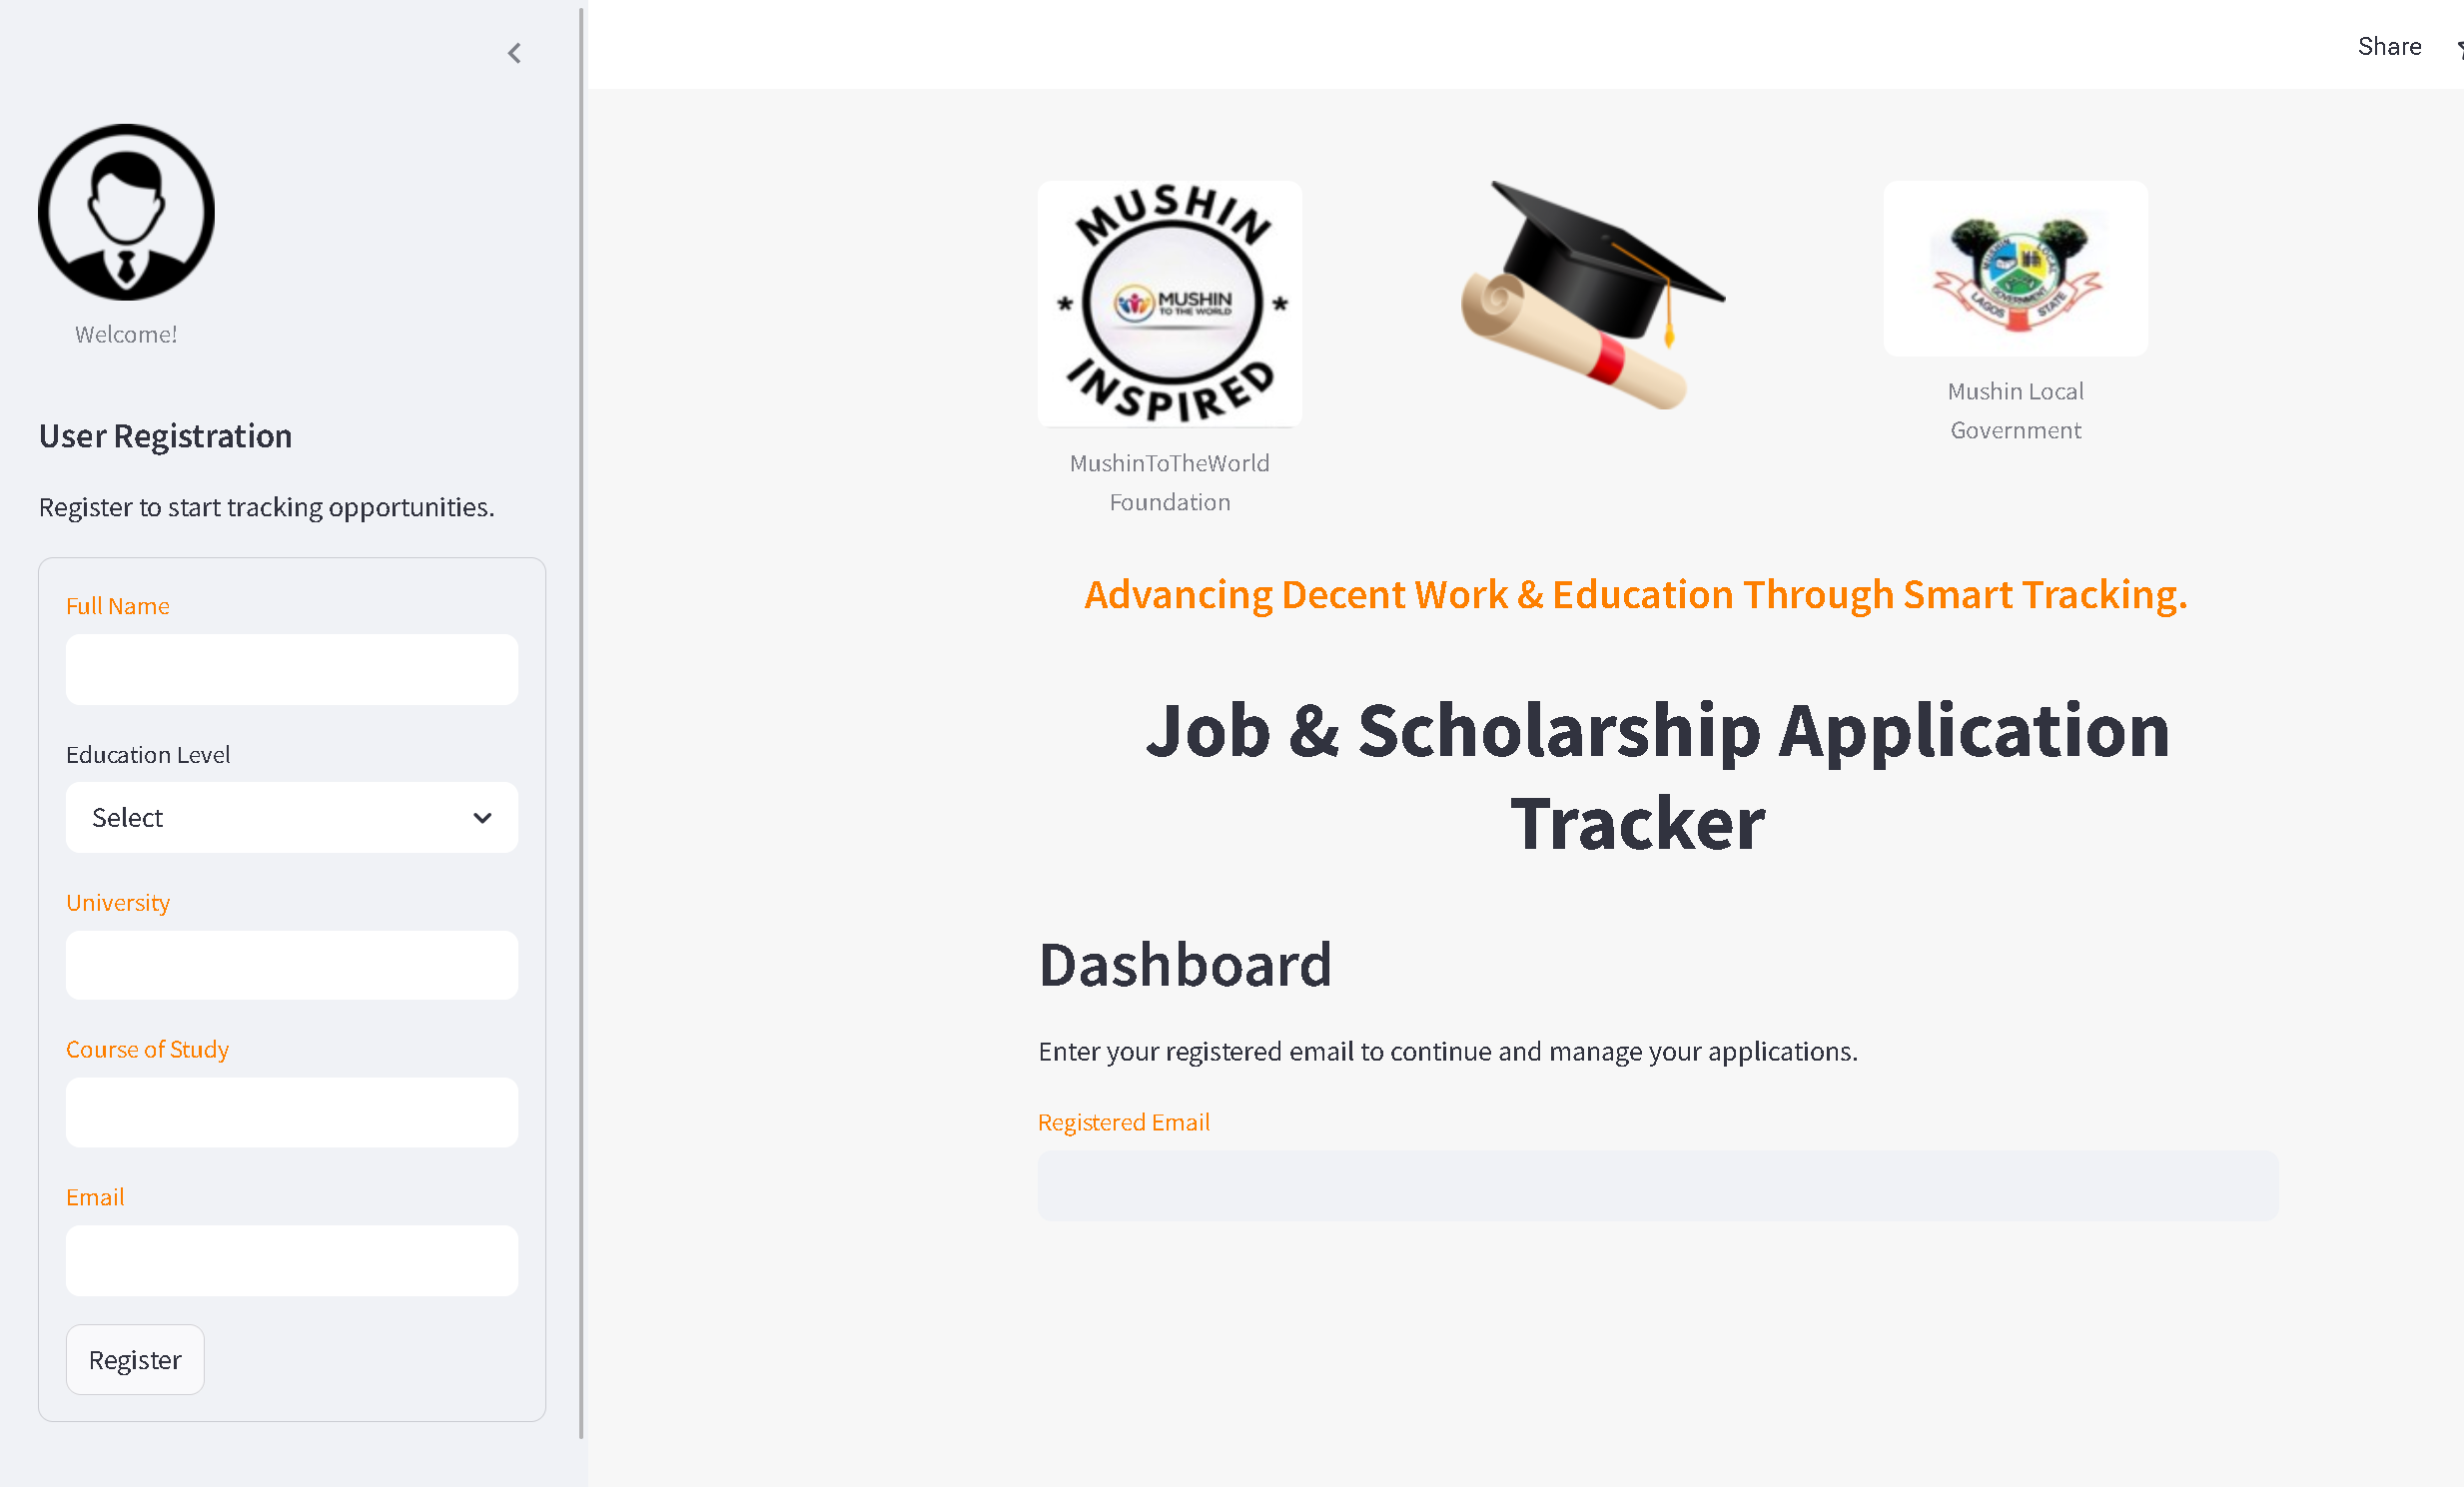 Share
Welcome!
User Registration
Register to start tracking opportunities.
Full Name
Education Level
Select
University
Course of Study
Email
Register
MUSHIN
MUSHIN
TO THE WORLD
* *
INSPIRED
MushinToTheWorld
Foundation
MUSHIN LOCAL
GOVERNMENT
LAGOS STATE
Mushin Local
Government
Advancing Decent Work & Education Through Smart Tracking.
Job & Scholarship Application
Tracker
Dashboard
Enter your registered email to continue and manage your applications.
Registered Email